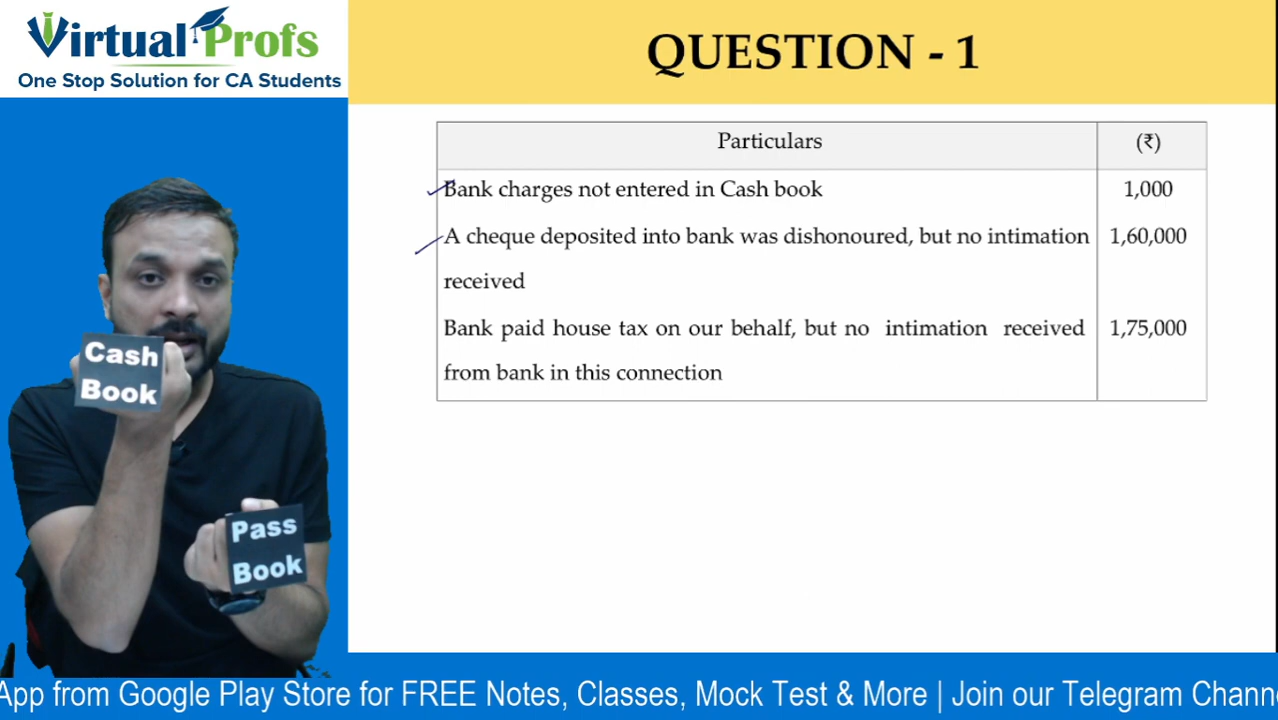 Virtual Profs
One Stop Solution for CA Students
QUESTION - 1
Particulars (₹)
Bank charges not entered in Cash book 1,000
A cheque deposited into bank was dishonoured, but no intimation 1,60,000
received
Bank paid house tax on our behalf, but no intimation received 1,75,000
from bank in this connection
Cash
Book
Pass
Book
App from Google Play Store for FREE Notes, Classes, Mock Test & More | Join our Telegram Chann